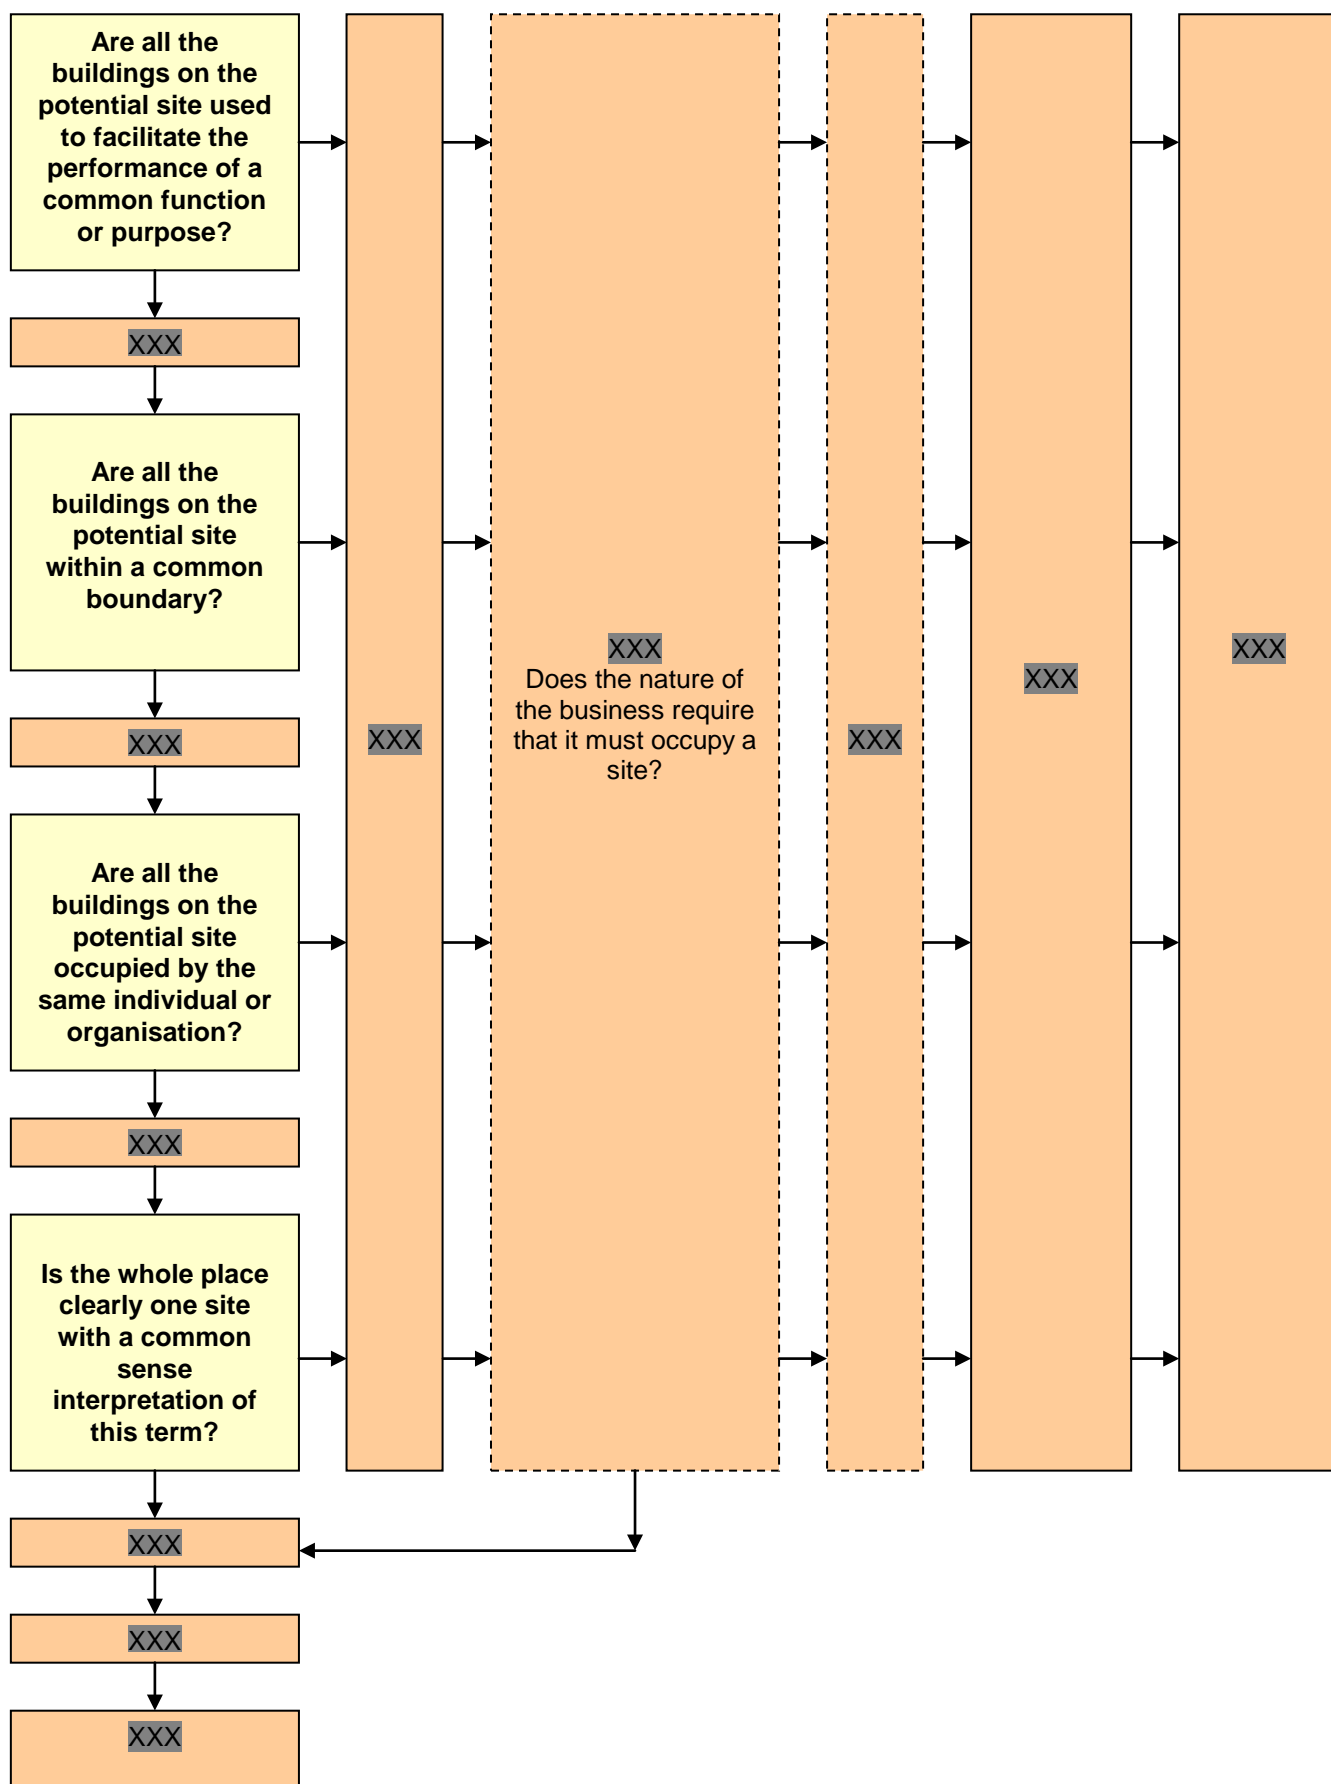 Are all the
buildings on the
potential site used
to facilitate the
performance of a
common function
or purpose?
XXX
Are all the
buildings on the
potential site
within a common
boundary?
XXX
Are all the
buildings on the
potential site
occupied by the
same individual or
organisation?
XXX
Is the whole place
clearly one site
with a common
sense
interpretation of
this term?
XXX
XXX
XXX
XXX
XXX
Does the nature of
the business require
that it must occupy a
site?
XXX
XXX
XXX